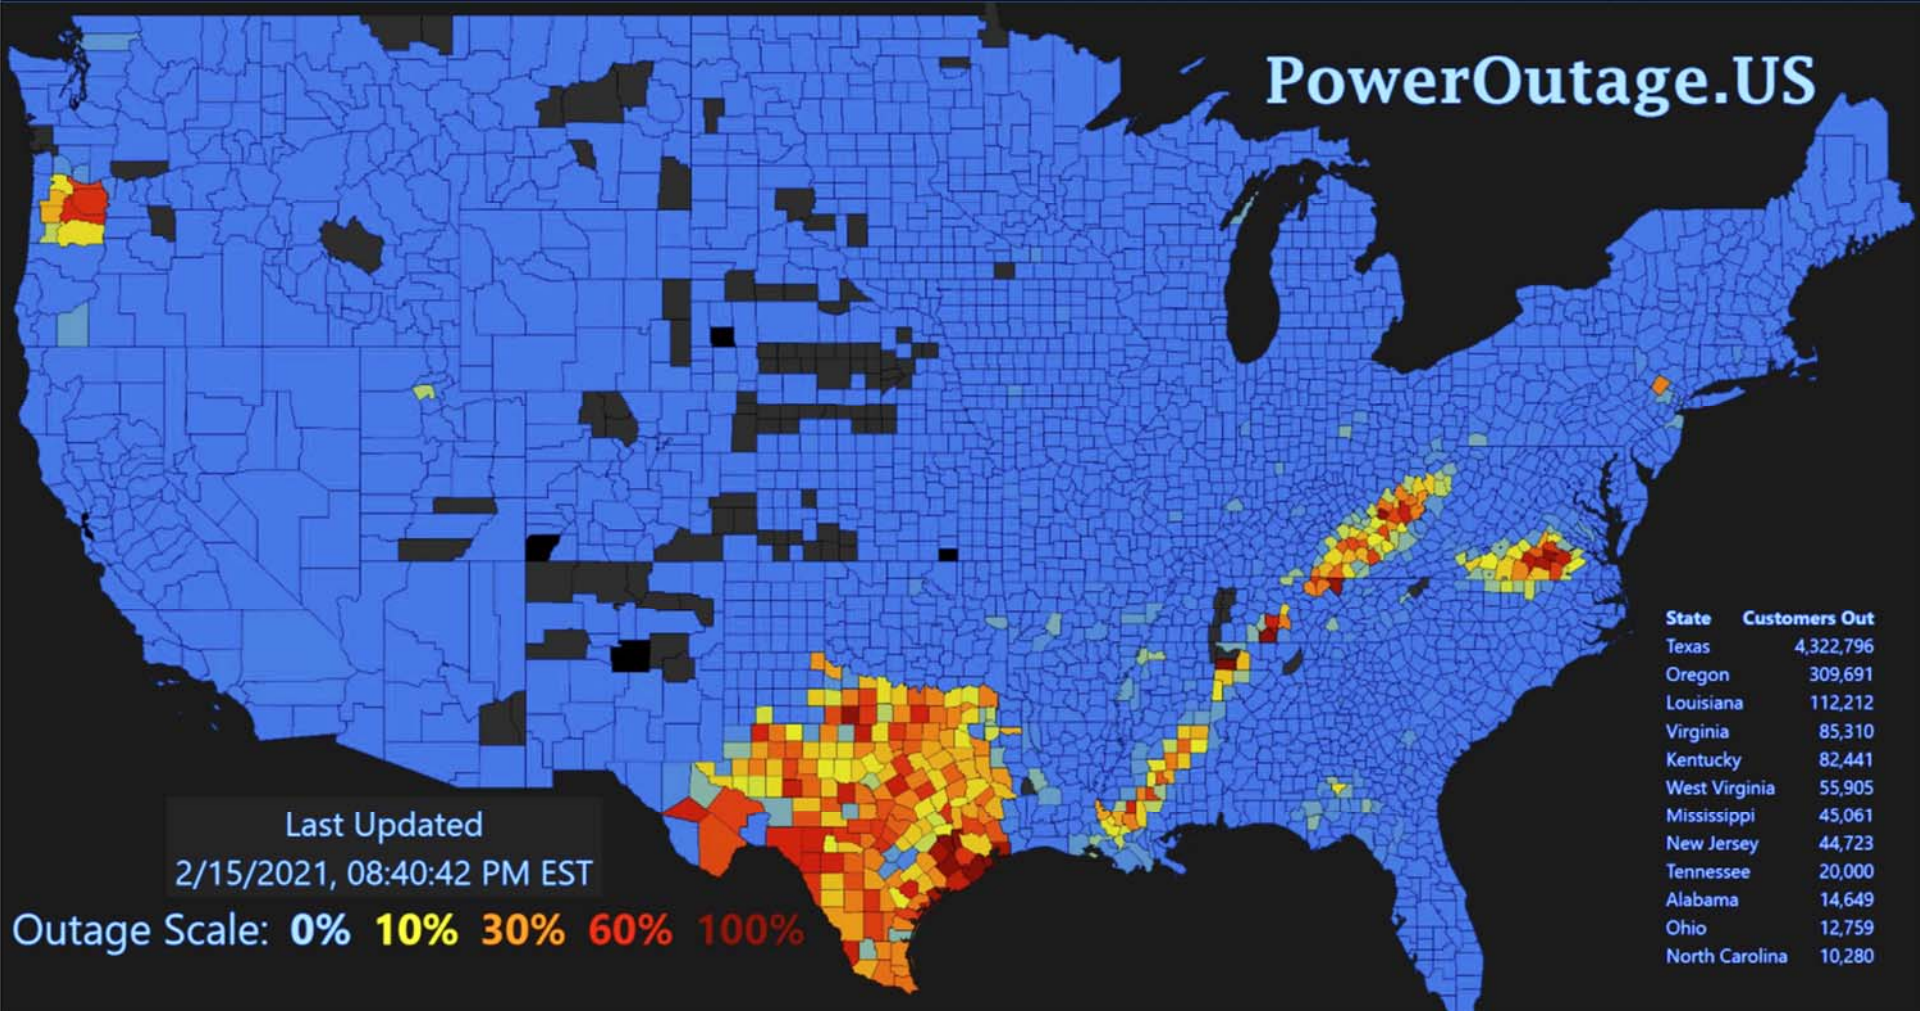 PowerOutage.US
State Customers Out
Texas 4,322,796
Oregon 309,691
Louisiana 112,212
Virginia 85,310
Kentucky 82,441
West Virginia 55,905
Mississippi 45,061
New Jersey 44,723
Tennessee 20,000
Alabama 14,649
Ohio 12,759
North Carolina 10,280
Last Updated
2/15/2021, 08:40:42 PM EST
Outage Scale: 0% 10% 30% 60% 100%